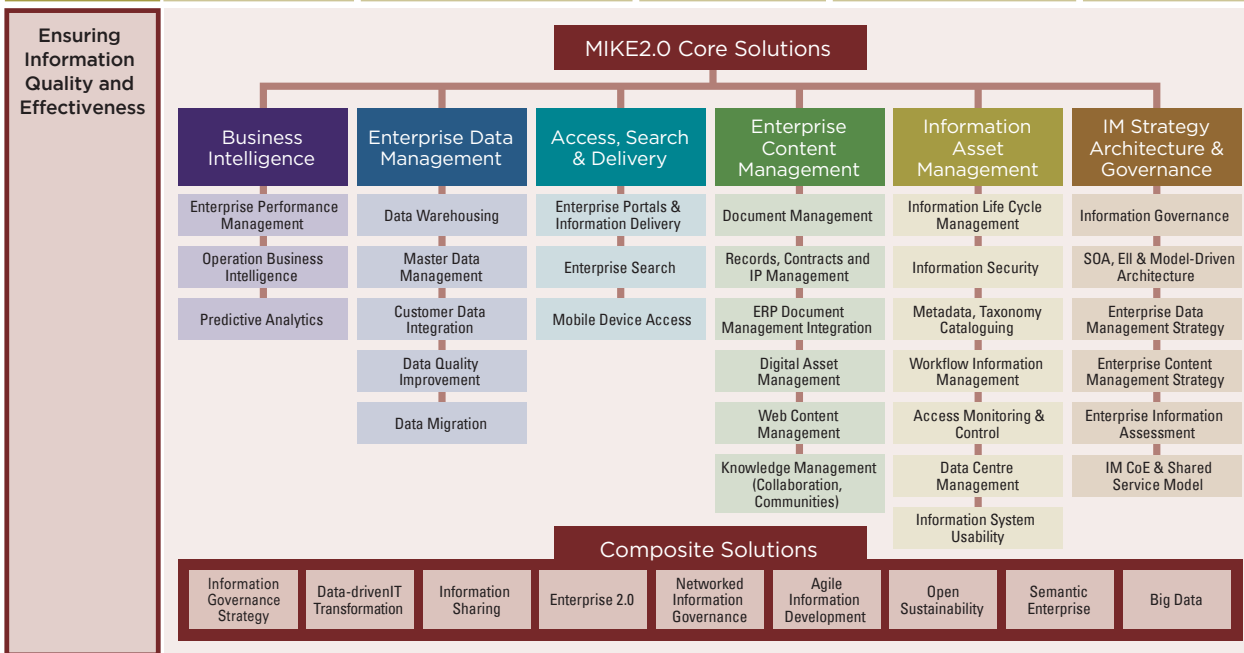 Ensuring
Information
Quality and
Effectiveness
MIKE2.0 Core Solutions
Business
Intelligence
Enterprise Performance
Management
Operation Business
Intelligence
Predictive Analytics
Enterprise Data
Management
Data Warehousing
Master Data
Management
Customer Data
Integration
Data Quality
Improvement
Data Migration
Access, Search
& Delivery
Enterprise Portals &
Information Delivery
Enterprise Search
Mobile Device Access
Enterprise
Content
Management
Document Management
Records, Contracts and
IP Management
ERP Document
Management Integration
Digital Asset
Management
Web Content
Management
Knowledge Management
(Collaboration,
Communities)
Information
Asset
Management
Information Life Cycle
Management
Information Security
Metadata, Taxonomy
Cataloguing
Workflow Information
Management
Access Monitoring &
Control
Data Centre
Management
Information System
Usability
IM Strategy
Architecture &
Governance
Information Governance
SOA, EII & Model-Driven
Architecture
Enterprise Data
Management Strategy
Enterprise Content
Management Strategy
Enterprise Information
Assessment
IM CoE & Shared
Service Model
Composite Solutions
Information
Governance
Strategy
Data-drivenIT
Transformation
Information
Sharing
Enterprise 2.0
Networked
Information
Governance
Agile
Information
Development
Open
Sustainability
Semantic
Enterprise
Big Data